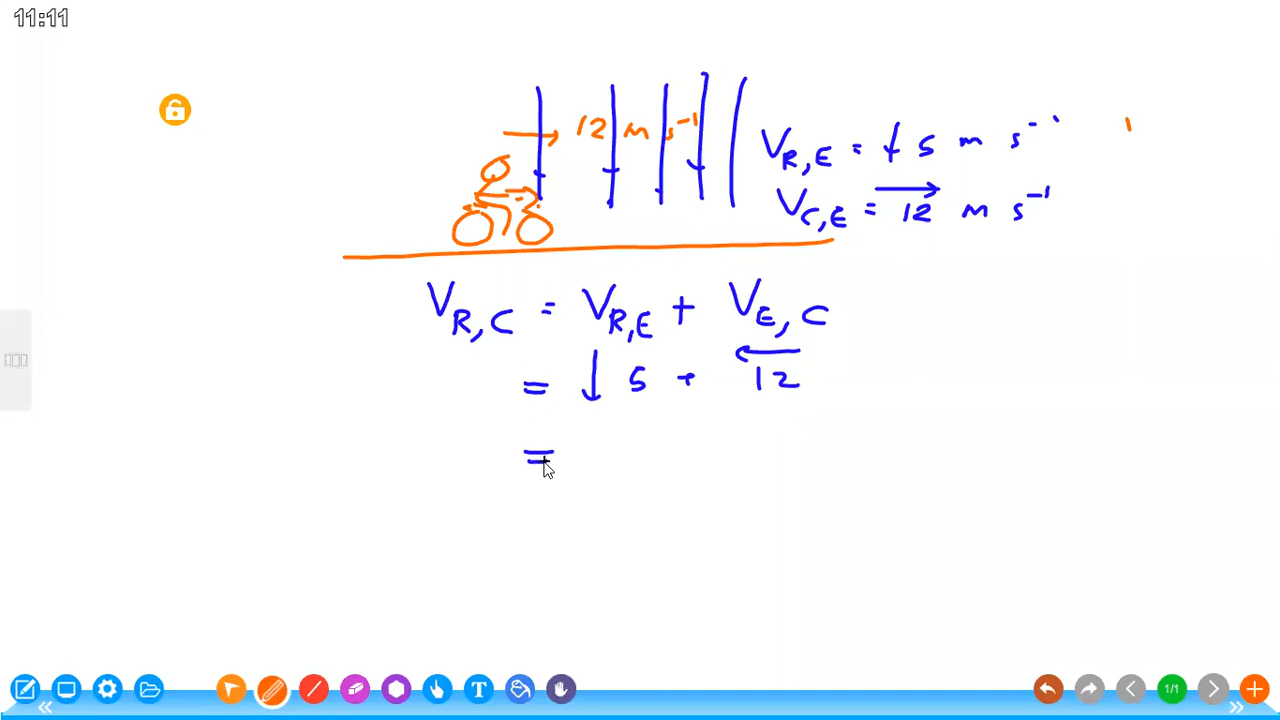 11:11
12 m s⁻¹
V_R,E = ↓ 5 m s⁻¹
V_C,E = →12 m s⁻¹
V_R,C = V_R,E + V_E,C
= ↓ 5 + ←12
=
T
1/1